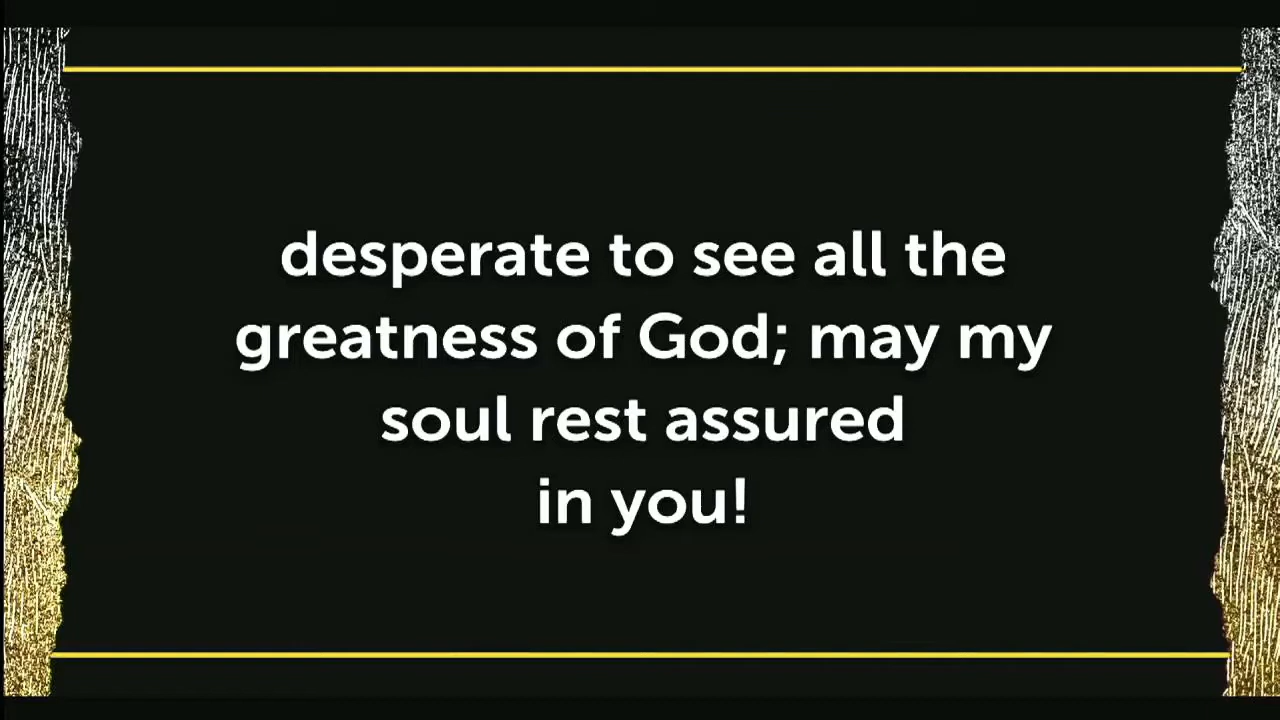 desperate to see all the
greatness of God; may my
soul rest assured
in you!